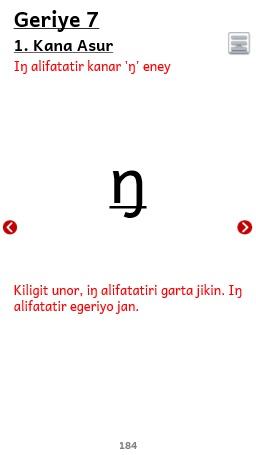 Geriye 7
1. Kana Asur
Iŋ alifatatir kanar 'ŋ' eney
ŋ
Kiligit unor, iŋ alifatatiri garta jikin. Iŋ
alifatatir egeriyo jan.
184